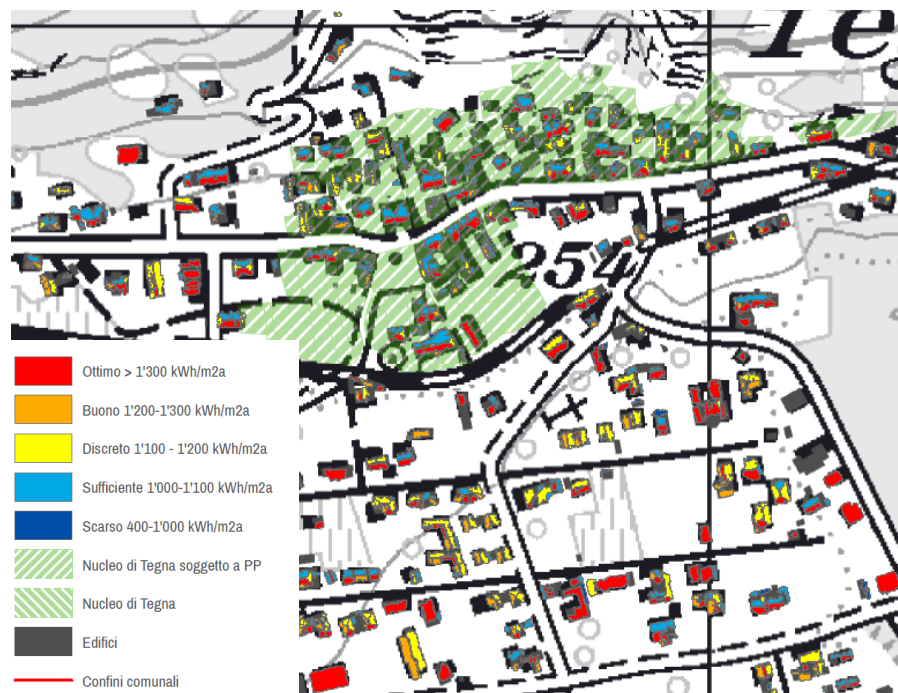 Te
254
Ottimo > 1'300 kWh/m2a
Buono 1'200-1'300 kWh/m2a
Discreto 1'100 - 1'200 kWh/m2a
Sufficiente 1'000-1'100 kWh/m2a
Scarso 400-1'000 kWh/m2a
Nucleo di Tegna soggetto a PP
Nucleo di Tegna
Edifici
Confini comunali